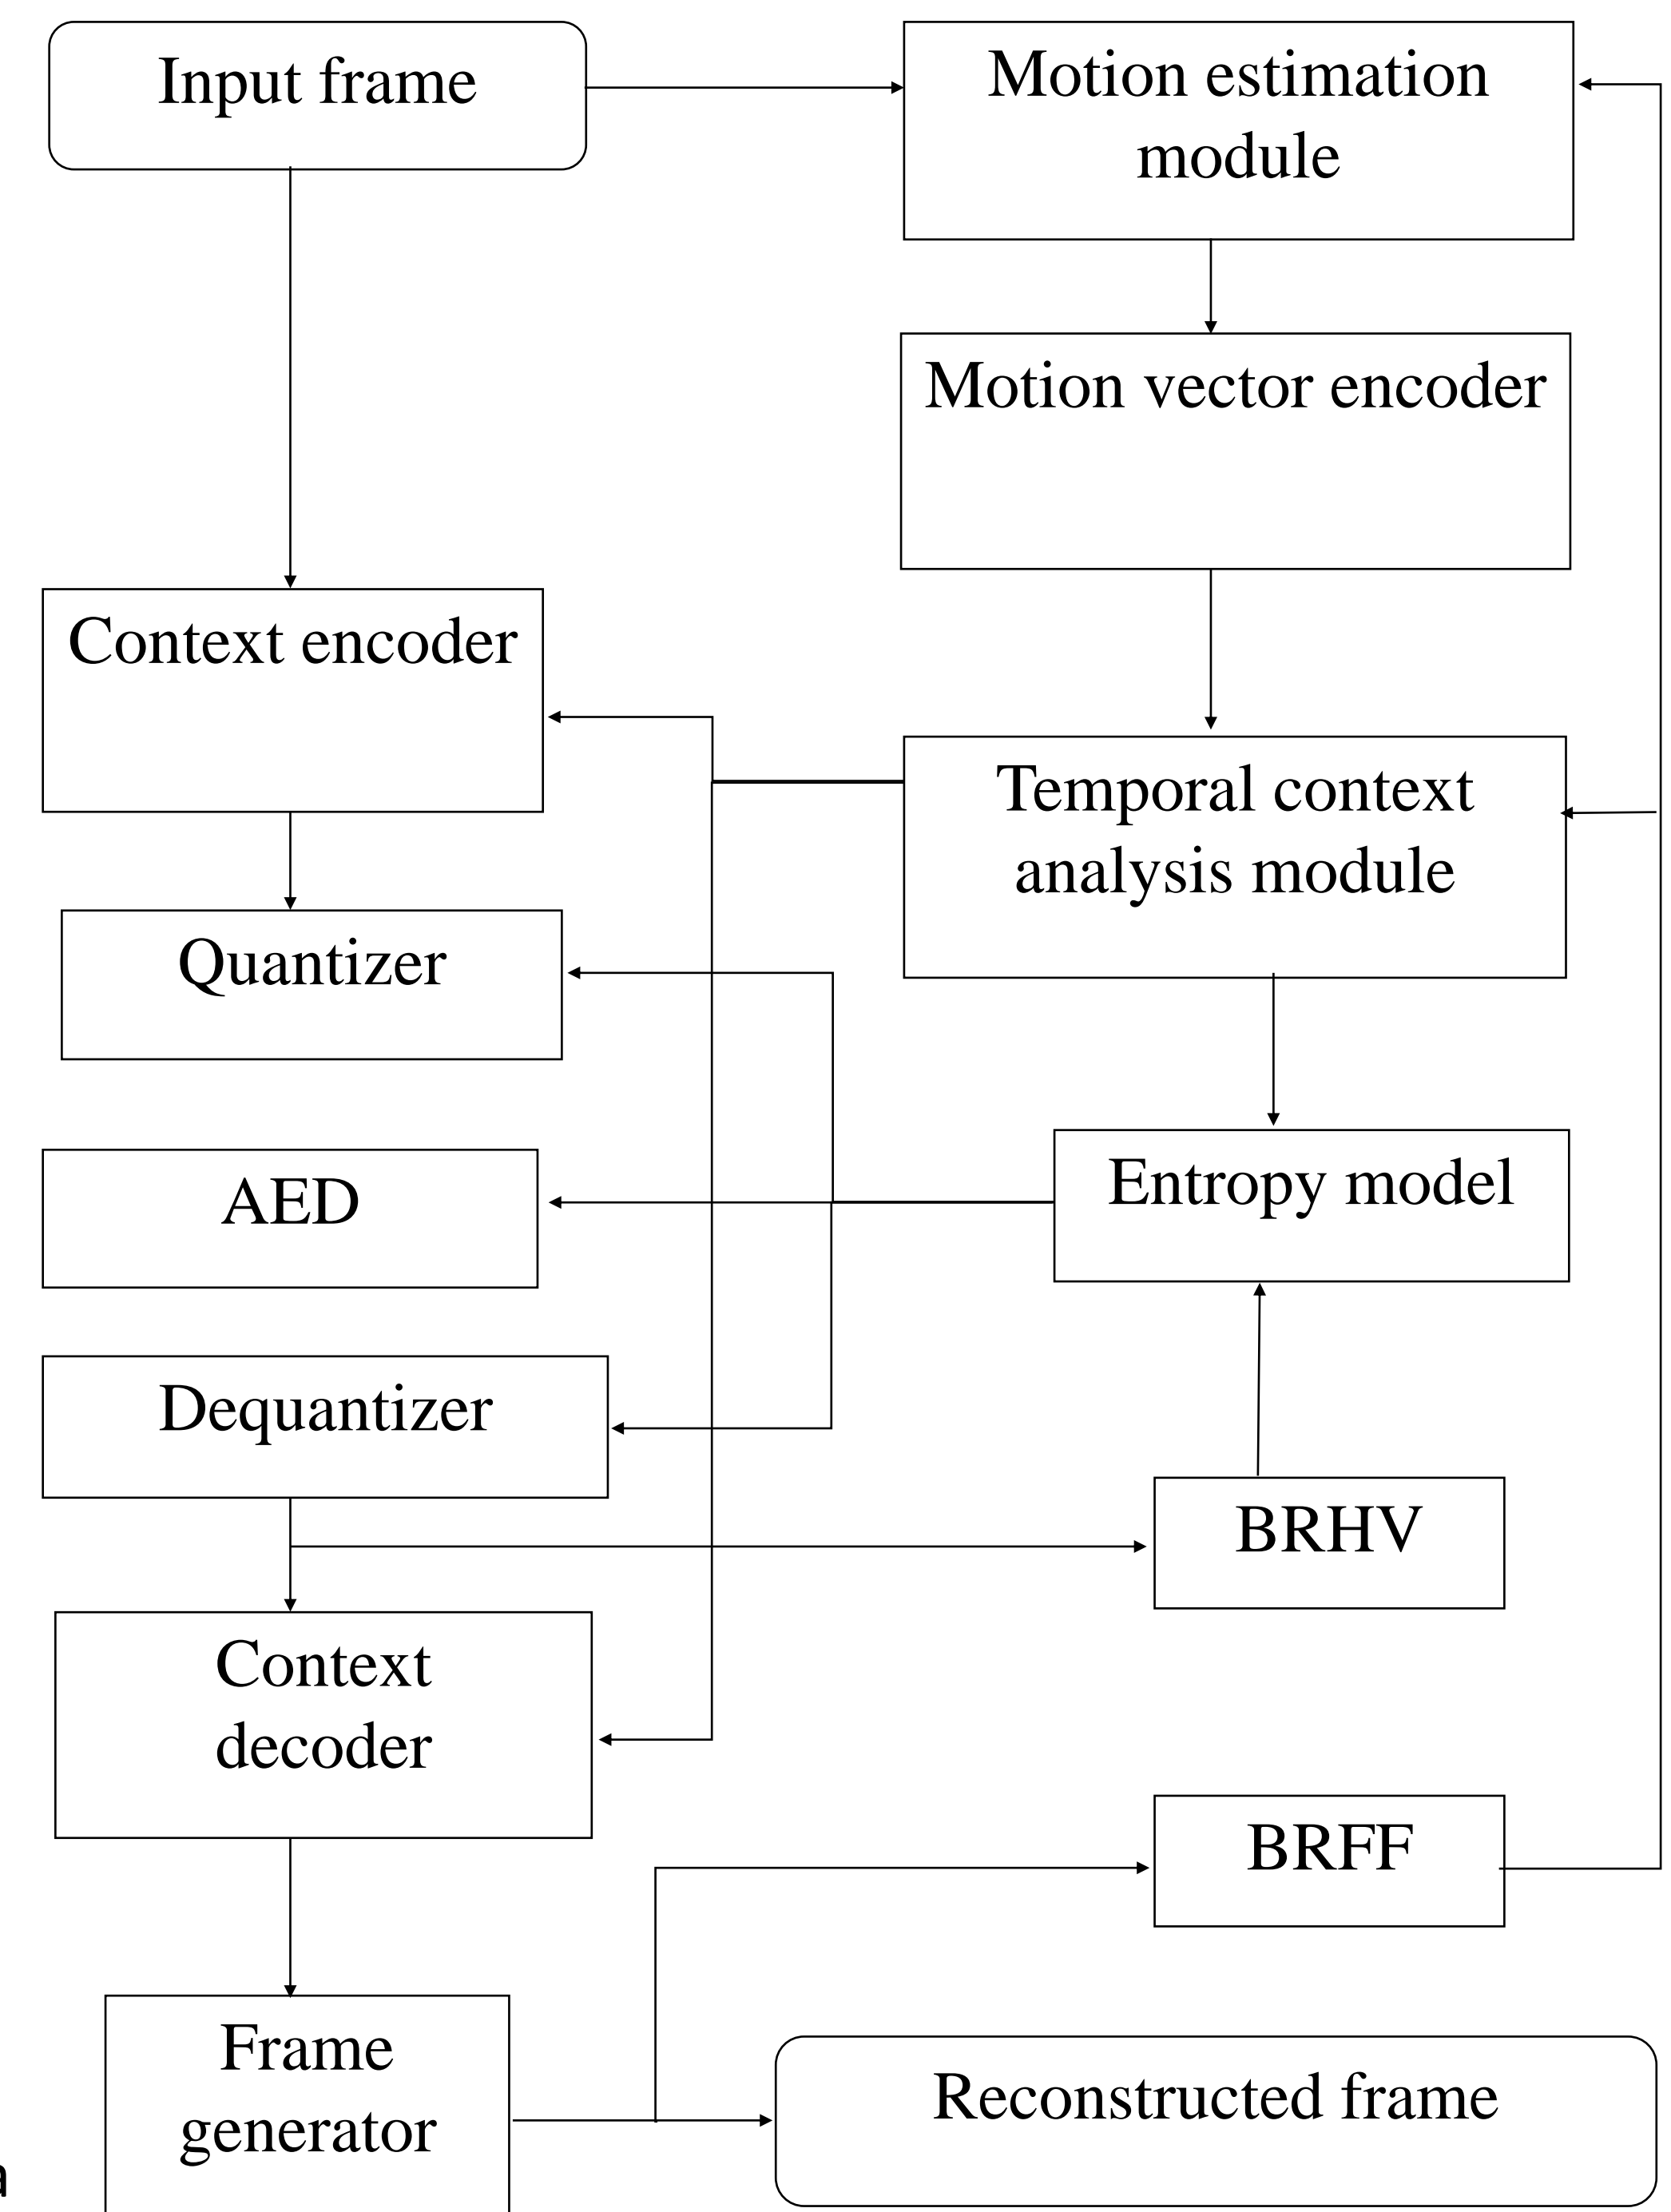 Input frame
Motion estimation
module
Motion vector encoder
Context encoder
Temporal context
analysis module
Quantizer
AED
Entropy model
Dequantizer
BRHV
Context
decoder
BRFF
Frame
generator
Reconstructed frame